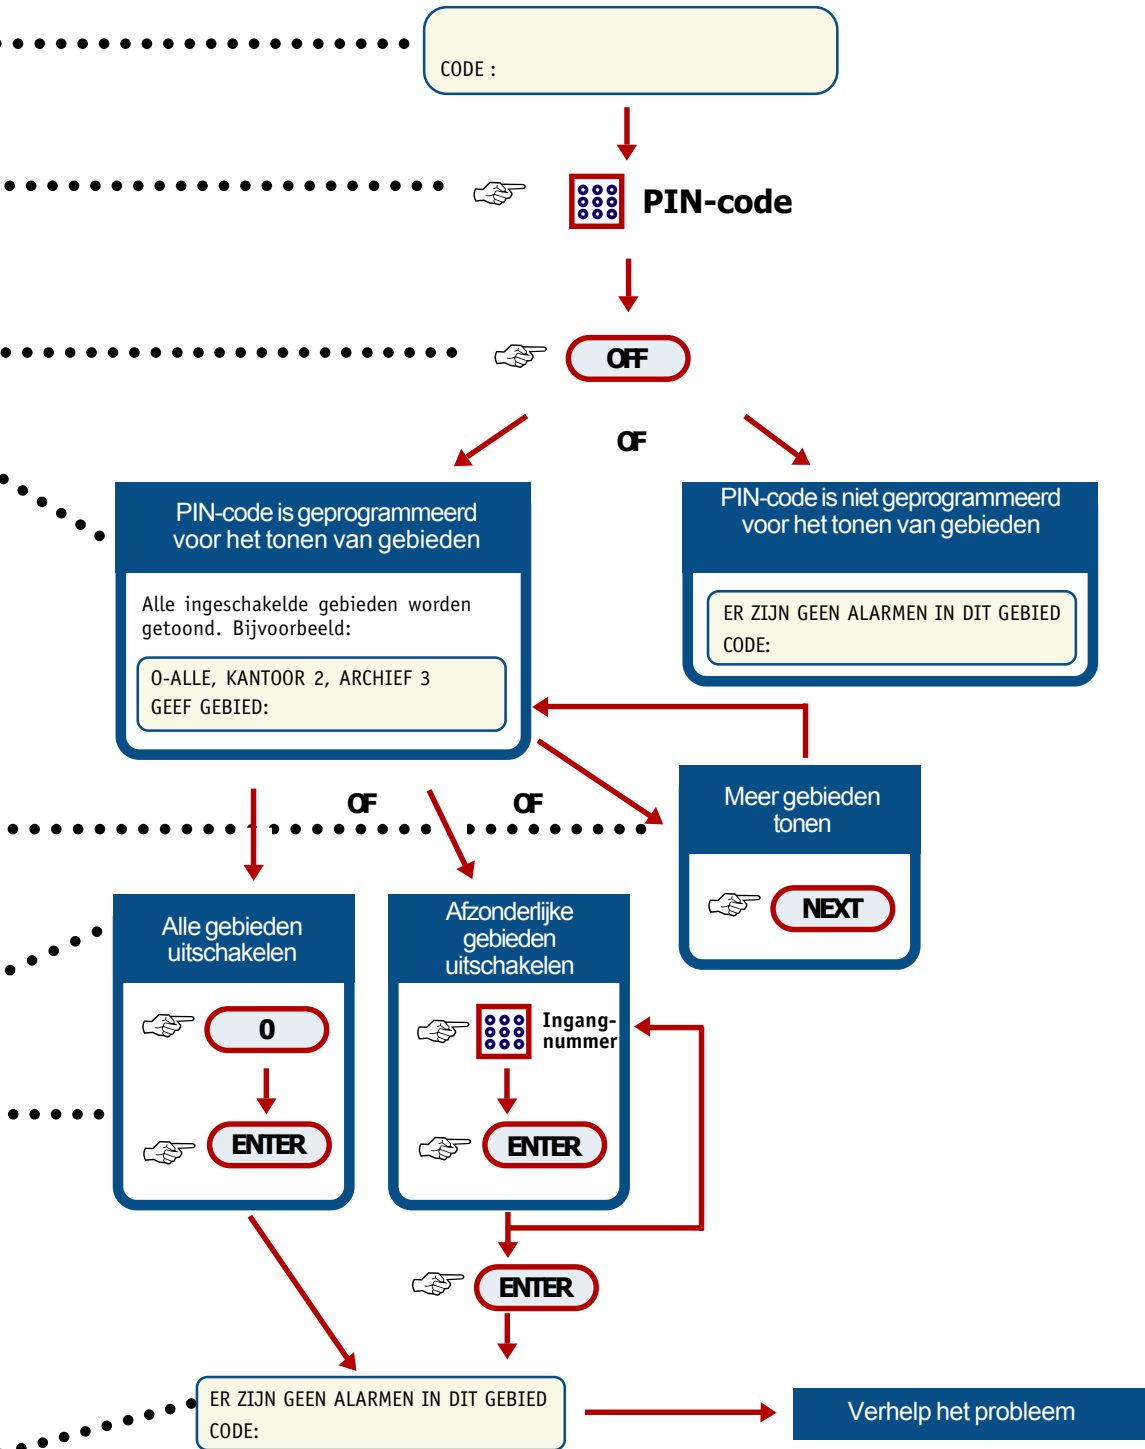 CODE :
PIN-code
OFF
OF
PIN-code is geprogrammeerd
voor het tonen van gebieden
Alle ingeschakelde gebieden worden
getoond. Bijvoorbeeld:
0-ALLE, KANTOOR 2, ARCHIEF 3
GEEF GEBIED:
PIN-code is niet geprogrammeerd
voor het tonen van gebieden
ER ZIJN GEEN ALARMEN IN DIT GEBIED
CODE:
OF
OF
Meer gebieden
tonen
NEXT
Alle gebieden
uitschakelen
0
ENTER
Afzonderlijke
gebieden
uitschakelen
Ingang-
nummer
ENTER
ENTER
ER ZIJN GEEN ALARMEN IN DIT GEBIED
CODE:
Verhelp het probleem